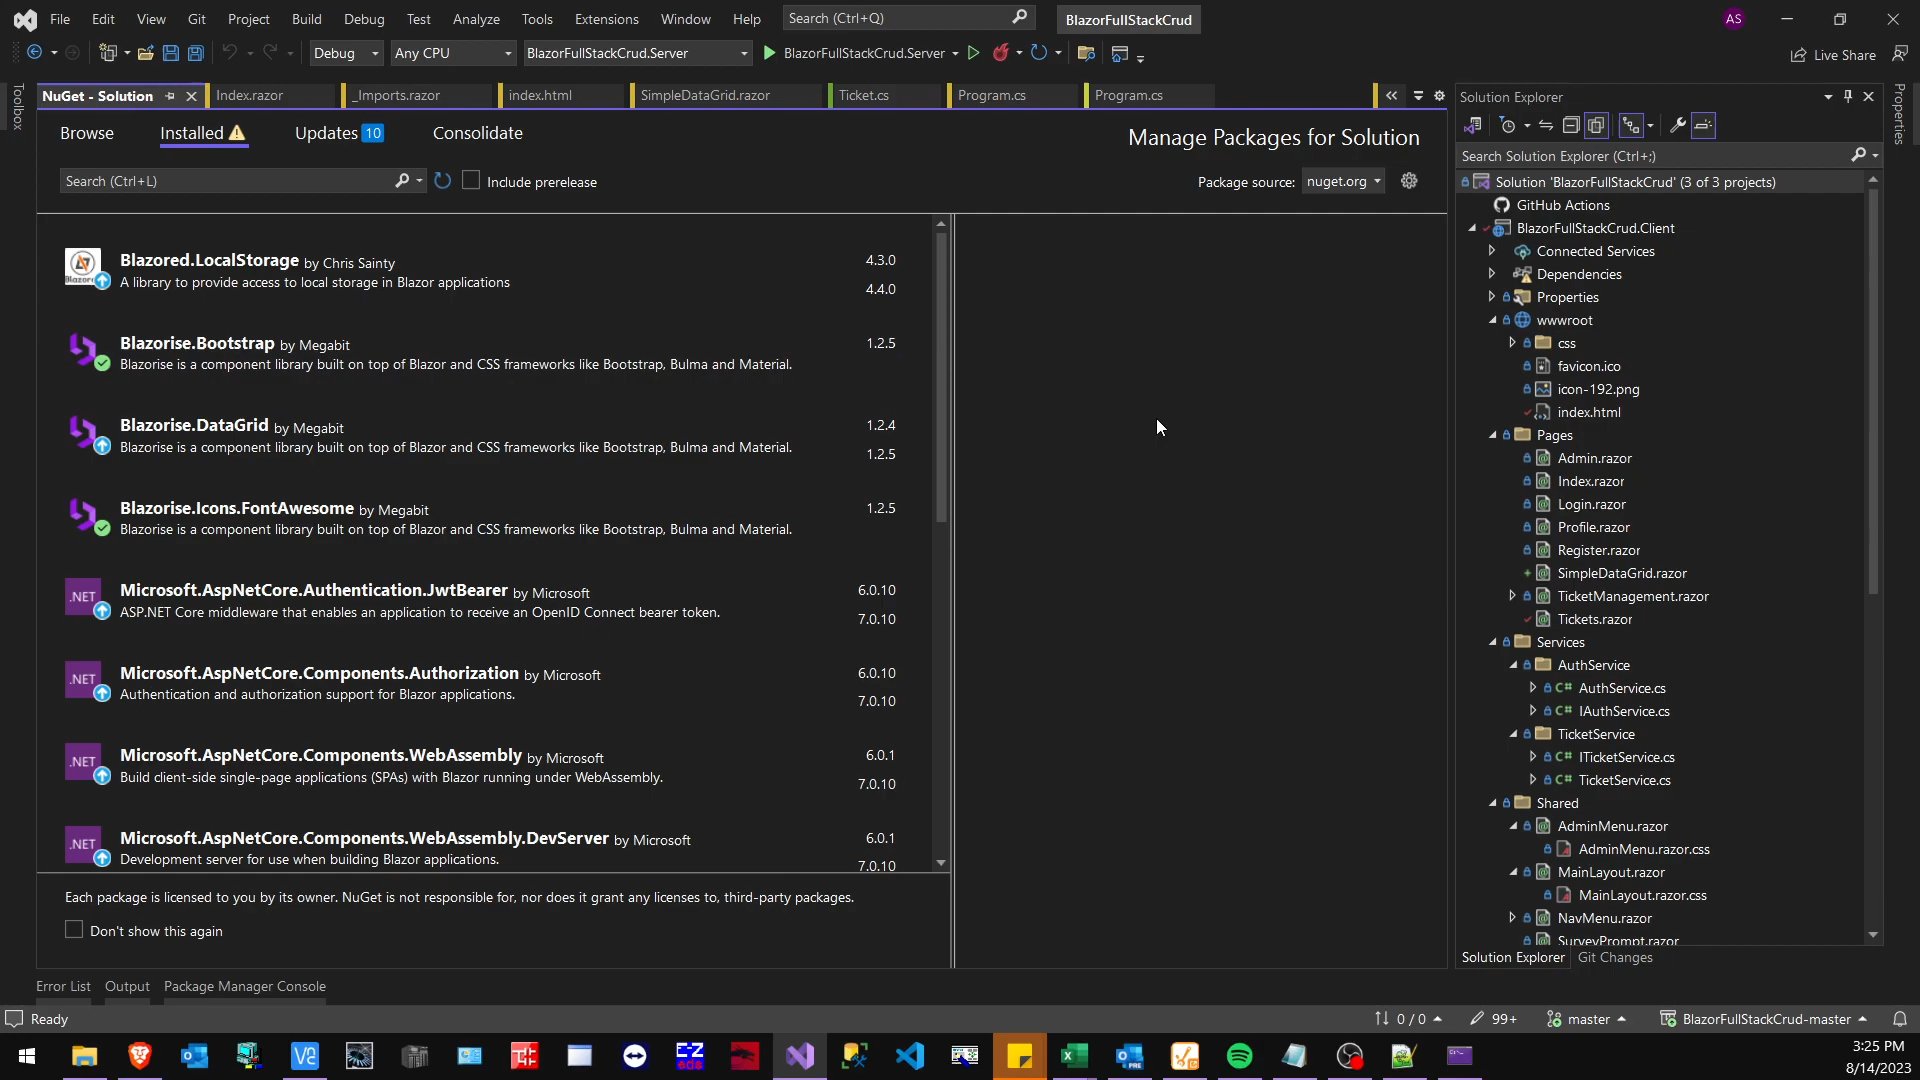 File Edit View Git Project Build Debug Test Analyze Tools Extensions Window Help Search (Ctrl+Q) BlazorFullStackCrud AS
Debug Any CPU BlazorFullStackCrud.Server BlazorFullStackCrud.Server Live Share
Toolbox
NuGet - Solution Index.razor _Imports.razor index.html SimpleDataGrid.razor Ticket.cs Program.cs Program.cs
Browse Installed Updates 10 Consolidate
Manage Packages for Solution
Search (Ctrl+L) Include prerelease
Package source: nuget.org
Blazored.LocalStorage by Chris Sainty 4.3.0
A library to provide access to local storage in Blazor applications 4.4.0
Blazorise.Bootstrap by Megabit 1.2.5
Blazorise is a component library built on top of Blazor and CSS frameworks like Bootstrap, Bulma and Material.
Blazorise.DataGrid by Megabit 1.2.4
Blazorise is a component library built on top of Blazor and CSS frameworks like Bootstrap, Bulma and Material. 1.2.5
Blazorise.Icons.FontAwesome by Megabit 1.2.5
Blazorise is a component library built on top of Blazor and CSS frameworks like Bootstrap, Bulma and Material.
.NET Microsoft.AspNetCore.Authentication.JwtBearer by Microsoft 6.0.10
ASP.NET Core middleware that enables an application to receive an OpenID Connect bearer token. 7.0.10
.NET Microsoft.AspNetCore.Components.Authorization by Microsoft 6.0.10
Authentication and authorization support for Blazor applications. 7.0.10
.NET Microsoft.AspNetCore.Components.WebAssembly by Microsoft 6.0.1
Build client-side single-page applications (SPAs) with Blazor running under WebAssembly. 7.0.10
.NET Microsoft.AspNetCore.Components.WebAssembly.DevServer by Microsoft 6.0.1
Development server for use when building Blazor applications. 7.0.10
Each package is licensed to you by its owner. NuGet is not responsible for, nor does it grant any licenses to, third-party packages.
Don't show this again
Solution Explorer
Properties
Search Solution Explorer (Ctrl+;)
Solution 'BlazorFullStackCrud' (3 of 3 projects)
GitHub Actions
BlazorFullStackCrud.Client
Connected Services
Dependencies
Properties
wwwroot
css
favicon.ico
icon-192.png
index.html
Pages
Admin.razor
Index.razor
Login.razor
Profile.razor
Register.razor
SimpleDataGrid.razor
TicketManagement.razor
Tickets.razor
Services
AuthService
C# AuthService.cs
C# IAuthService.cs
TicketService
C# ITicketService.cs
C# TicketService.cs
Shared
AdminMenu.razor
AdminMenu.razor.css
MainLayout.razor
MainLayout.razor.css
NavMenu.razor
SurveyPrompt.razor
Solution Explorer Git Changes
Error List Output Package Manager Console
Ready 0 / 0 99+ master BlazorFullStackCrud-master
3:25 PM
8/14/2023